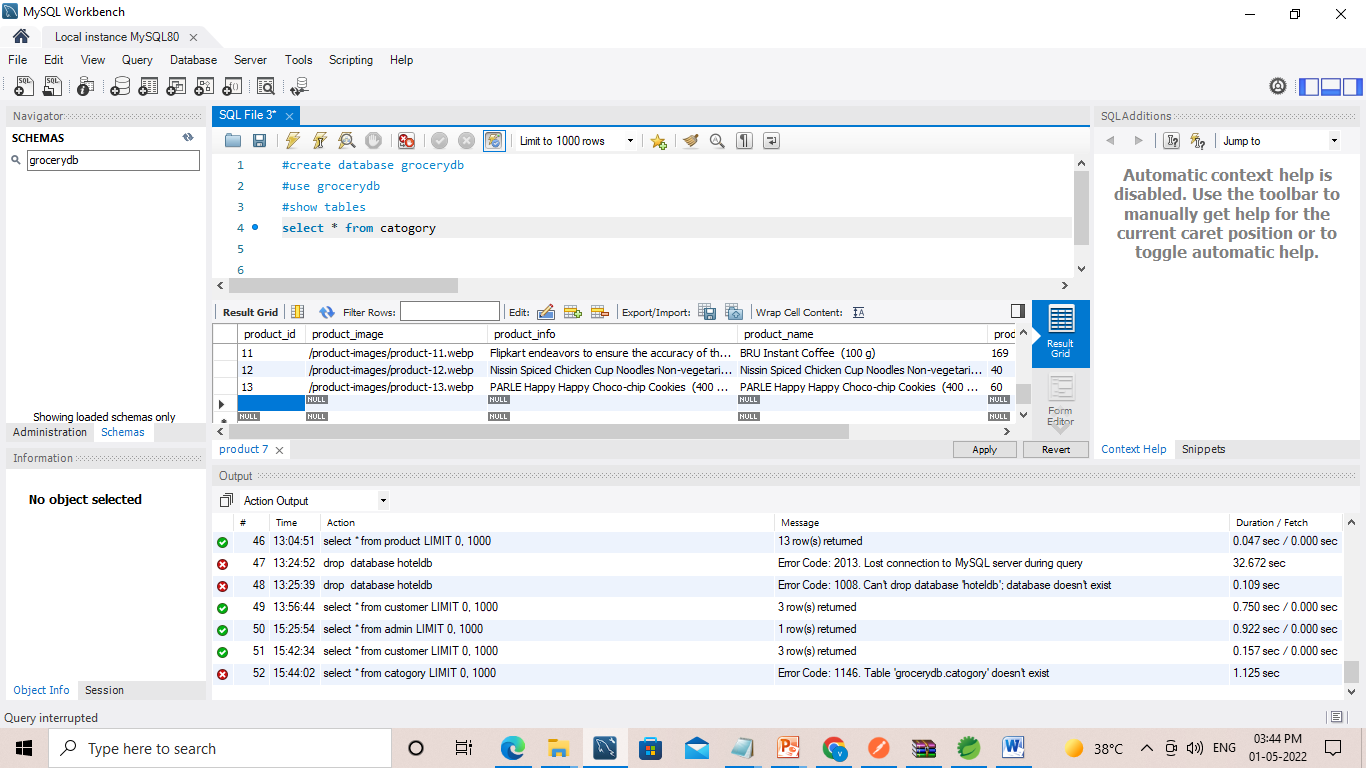 MySQL Workbench
Local instance MySQL80
File Edit View Query Database Server Tools Scripting Help
Navigator
SCHEMAS
grocerydb
Showing loaded schemas only
Administration Schemas
Information
No object selected
Object Info Session
Query interrupted
SQL File 3*
Limit to 1000 rows
1 #create database grocerydb
2 #use grocerydb
3 #show tables
4 select * from catogory
5
6
Result Grid Filter Rows: Edit: Export/Import: Wrap Cell Content:
product_id product_image product_info product_name prod
11 /product-images/product-11.webp Flipkart endeavors to ensure the accuracy of th... BRU Instant Coffee (100 g) 169
12 /product-images/product-12.webp Nissin Spiced Chicken Cup Noodles Non-vegetari... Nissin Spiced Chicken Cup Noodles Non-vegetari... 40
13 /product-images/product-13.webp PARLE Happy Happy Choco-chip Cookies (400 ... PARLE Happy Happy Choco-chip Cookies (400 ... 60
NULL NULL NULL NULL
NULL NULL NULL NULL NULL
Result
Grid
Form
Editor
product 7
Apply Revert
SQLAdditions
Jump to
Automatic context help is
disabled. Use the toolbar to
manually get help for the
current caret position or to
toggle automatic help.
Context Help Snippets
Output
Action Output
# Time Action Message Duration / Fetch
46 13:04:51 select * from product LIMIT 0, 1000 13 row(s) returned 0.047 sec / 0.000 sec
47 13:24:52 drop database hoteldb Error Code: 2013. Lost connection to MySQL server during query 32.672 sec
48 13:25:39 drop database hoteldb Error Code: 1008. Can't drop database 'hoteldb'; database doesn't exist 0.109 sec
49 13:56:44 select * from customer LIMIT 0, 1000 3 row(s) returned 0.750 sec / 0.000 sec
50 15:25:54 select * from admin LIMIT 0, 1000 1 row(s) returned 0.922 sec / 0.000 sec
51 15:42:34 select * from customer LIMIT 0, 1000 3 row(s) returned 0.157 sec / 0.000 sec
52 15:44:02 select * from catogory LIMIT 0, 1000 Error Code: 1146. Table 'grocerydb.catogory' doesn't exist 1.125 sec
Type here to search
38°C
ENG
03:44 PM
01-05-2022